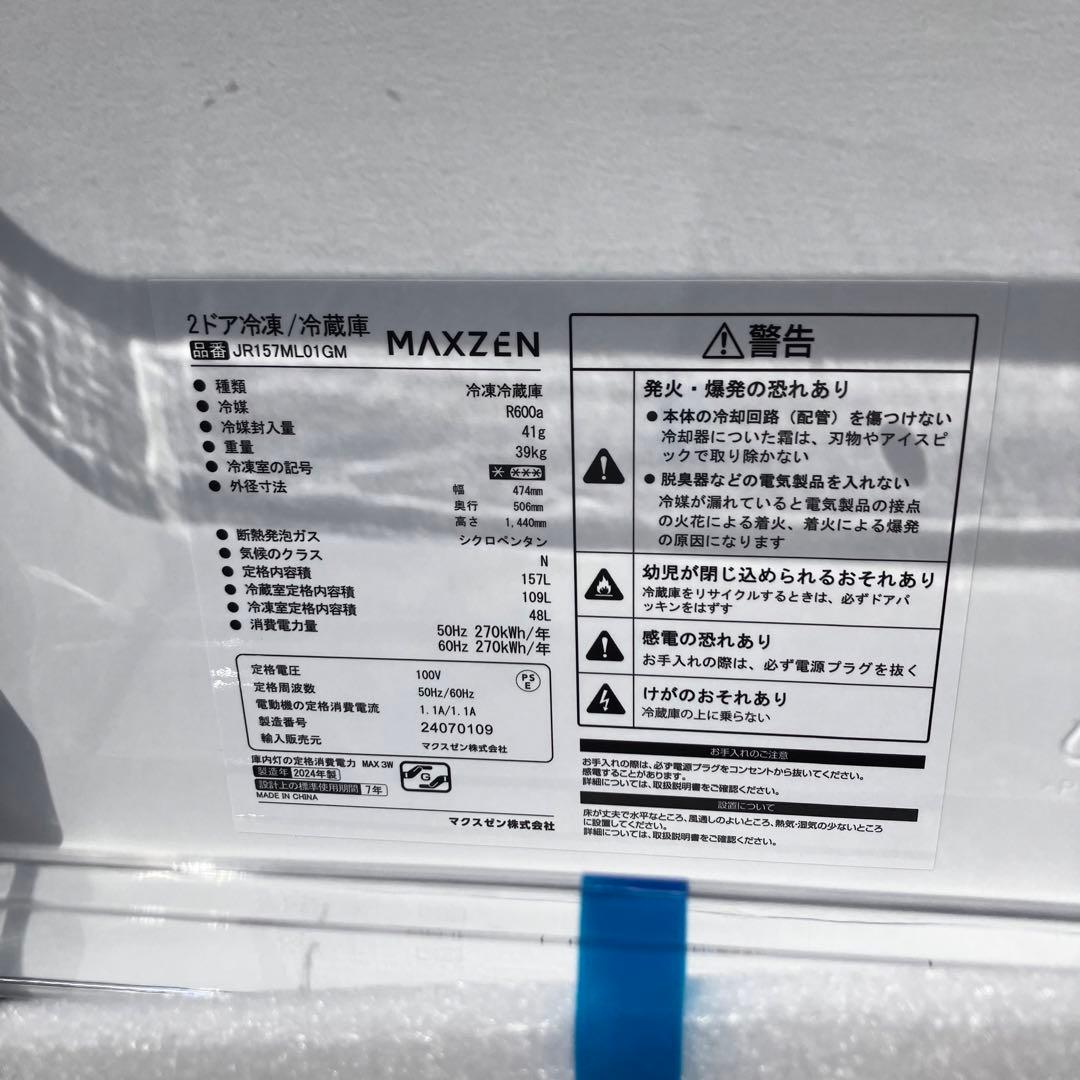 2ドア冷凍/冷蔵庫
品番 JR157ML01GM
MAXZEN
● 種類 冷凍冷蔵庫
● 冷媒 R600a
● 冷媒封入量 41g
● 重量 39kg
● 冷凍室の記号
● 外径寸法 幅 474mm
奥行 506mm
高さ 1,440mm
● 断熱発泡ガス シクロペンタン
● 気候のクラス N
● 定格内容積 157L
● 冷蔵室定格内容積 109L
● 冷凍室定格内容積 48L
● 消費電力量 50Hz 270kWh/年
60Hz 270kWh/年
定格電圧 100V
定格周波数 50Hz/60Hz
電動機の定格消費電流 1.1A/1.1A
製造番号 24070109
輸入販売元 マクスゼン株式会社
PSE
庫内灯の定格消費電力 MAX 3W
製造年 2024年製
設計上の標準使用期間 7年
MADE IN CHINA
G
マクスゼン株式会社
警告
発火・爆発の恐れあり
●本体の冷却回路（配管）を傷つけない
冷却器についた霜は、刃物やアイスピ
ックで取り除かない
●脱臭器などの電気製品を入れない
冷媒が漏れていると電気製品の接点
の火花による着火、着火による爆発
の原因になります
幼児が閉じ込められるおそれあり
冷蔵庫をリサイクルするときは、必ずドアパ
ッキンをはずす
感電の恐れあり
お手入れの際は、必ず電源プラグを抜く
けがのおそれあり
冷蔵庫の上に乗らない
お手入れのご注意
お手入れの際は、必ず電源プラグをコンセントから抜いてください。
感電することがあります。
詳細については、取扱説明書をご確認ください。
設置について
床が丈夫で水平なところ、風通しのよいところ、熱気・湿気の少ないところ
に設置してください。
詳細については、取扱説明書をご確認ください。